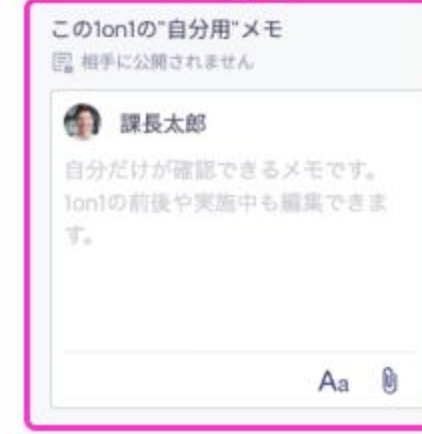 この1on1の"自分用"メモ
相手に公開されません
課長太郎
自分だけが確認できるメモです。
1on1の前後や実施中も編集できま
す。
Aa